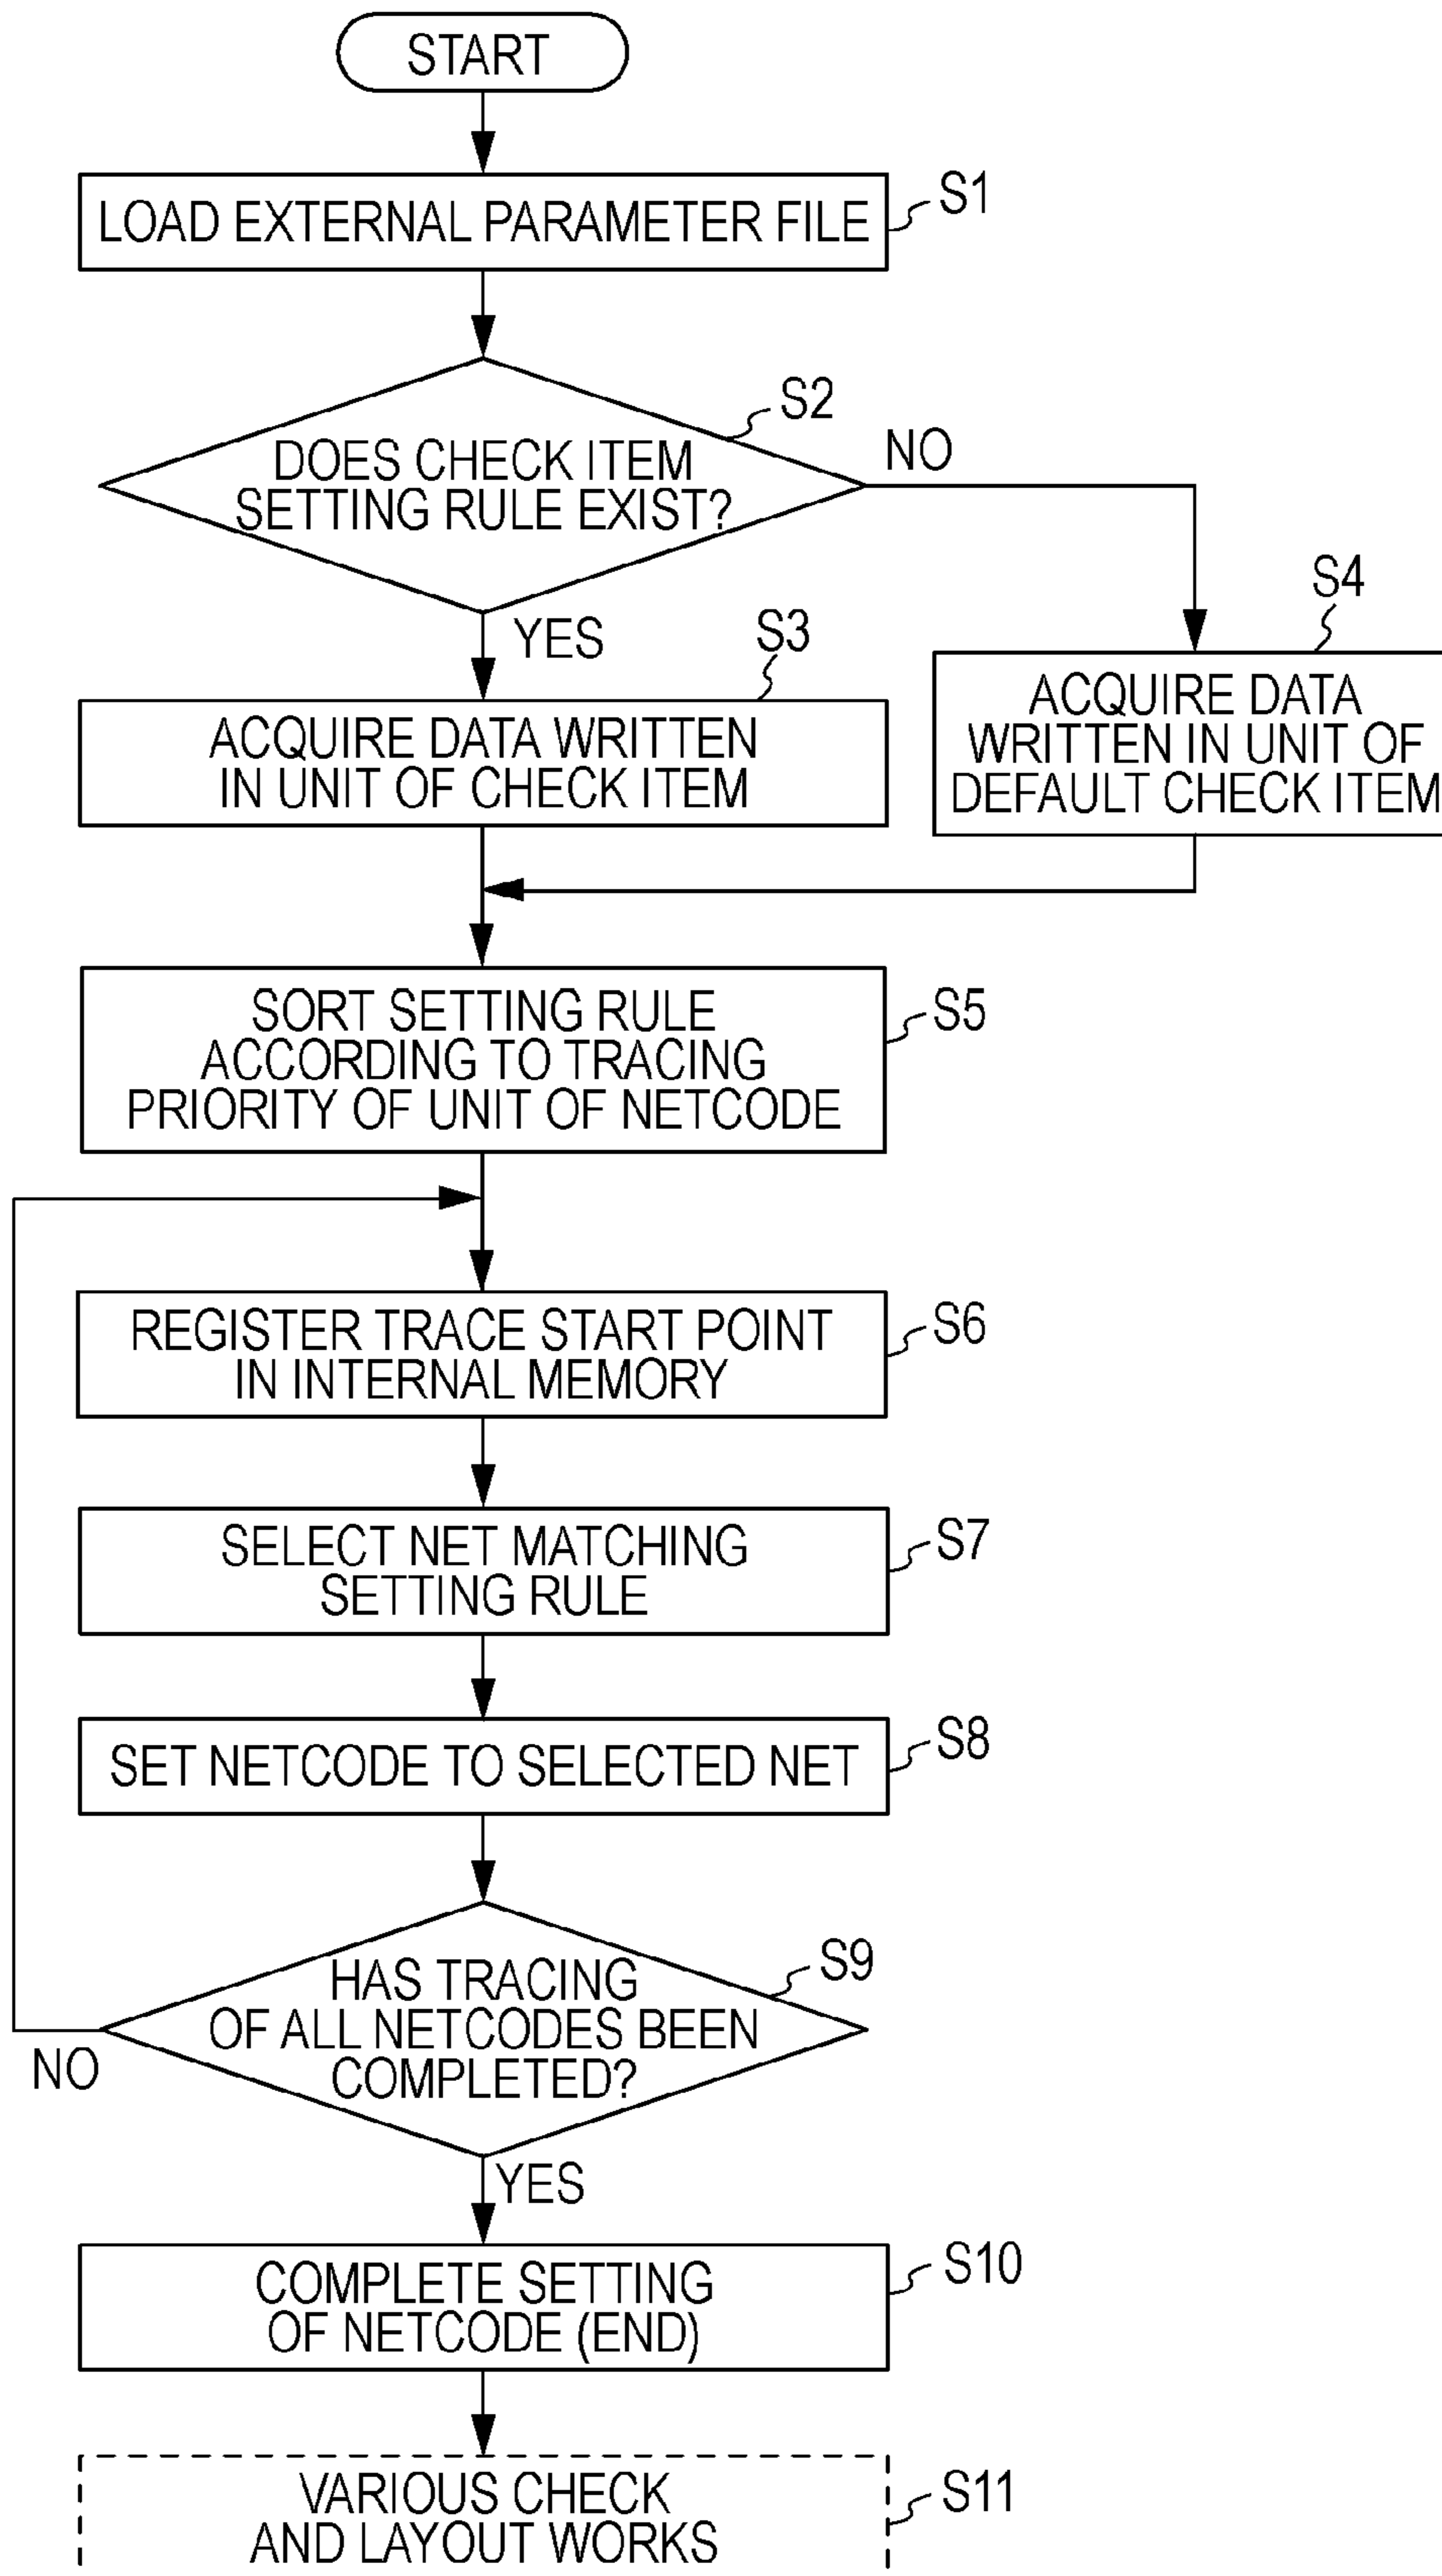 START
LOAD EXTERNAL PARAMETER FILE
S1
S2
DOES CHECK ITEM
SETTING RULE EXIST?
NO
YES
S3
ACQUIRE DATA WRITTEN
IN UNIT OF CHECK ITEM
S4
ACQUIRE DATA
WRITTEN IN UNIT OF
DEFAULT CHECK ITEM
SORT SETTING RULE
ACCORDING TO TRACING
PRIORITY OF UNIT OF NETCODE
S5
REGISTER TRACE START POINT
IN INTERNAL MEMORY
S6
SELECT NET MATCHING
SETTING RULE
S7
SET NETCODE TO SELECTED NET
S8
HAS TRACING
OF ALL NETCODES BEEN
COMPLETED?
S9
NO
YES
COMPLETE SETTING
OF NETCODE (END)
S10
VARIOUS CHECK
AND LAYOUT WORKS
S11